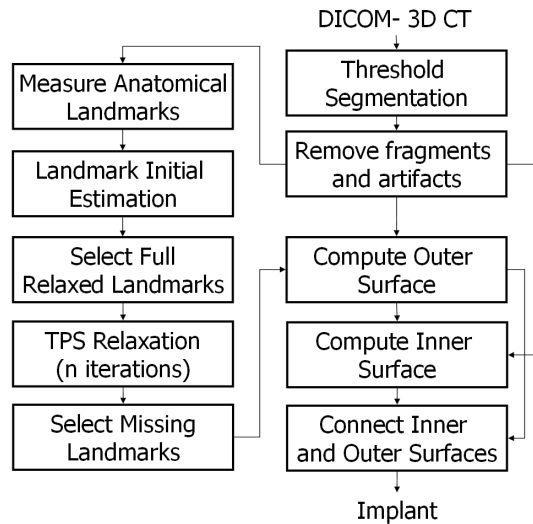 DICOM- 3D CT
Threshold
Segmentation
Remove fragments
and artifacts
Measure Anatomical
Landmarks
Landmark Initial
Estimation
Select Full
Relaxed Landmarks
TPS Relaxation
(n iterations)
Select Missing
Landmarks
Compute Outer
Surface
Compute Inner
Surface
Connect Inner
and Outer Surfaces
Implant